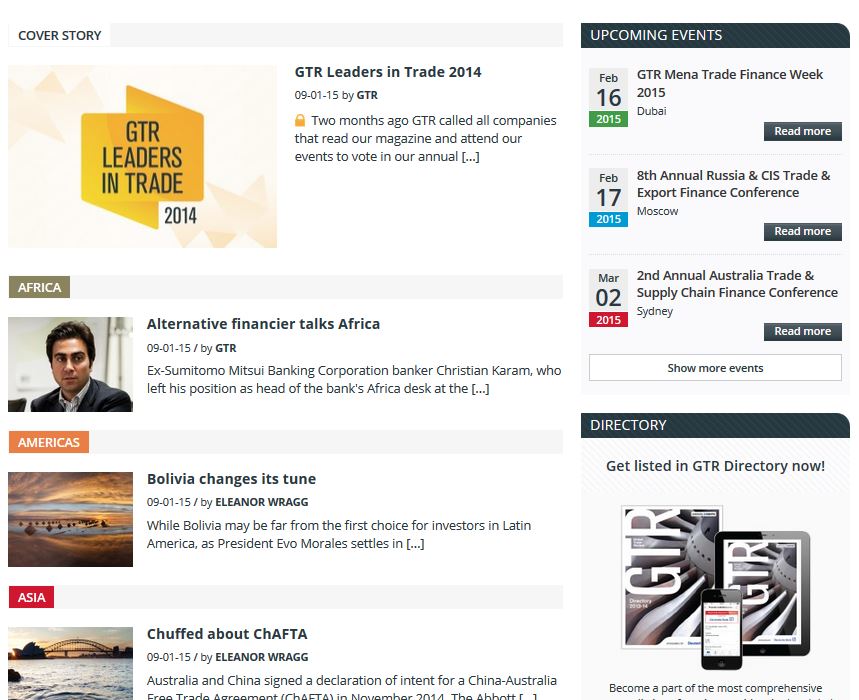 COVER STORY
GTR
LEADERS
IN TRADE
2014
GTR Leaders in Trade 2014
09-01-15 by GTR
Two months ago GTR called all companies
that read our magazine and attend our
events to vote in our annual [...]
AFRICA
Alternative financier talks Africa
09-01-15 / by GTR
Ex-Sumitomo Mitsui Banking Corporation banker Christian Karam, who
left his position as head of the bank's Africa desk at the [...]
AMERICAS
Bolivia changes its tune
09-01-15 / by ELEANOR WRAGG
While Bolivia may be far from the first choice for investors in Latin
America, as President Evo Morales settles in [...]
ASIA
Chuffed about ChAFTA
09-01-15 / by ELEANOR WRAGG
Australia and China signed a declaration of intent for a China-Australia
Free Trade Agreement (ChAFTA) in November 2014. The Abbott [...]
UPCOMING EVENTS
Feb
16
2015
GTR Mena Trade Finance Week
2015
Dubai
Read more
Feb
17
2015
8th Annual Russia & CIS Trade &
Export Finance Conference
Moscow
Read more
Mar
02
2015
2nd Annual Australia Trade &
Supply Chain Finance Conference
Sydney
Read more
Show more events
DIRECTORY
Get listed in GTR Directory now!
GTR
Directory
2013-14
GTR
Become a part of the most comprehensive